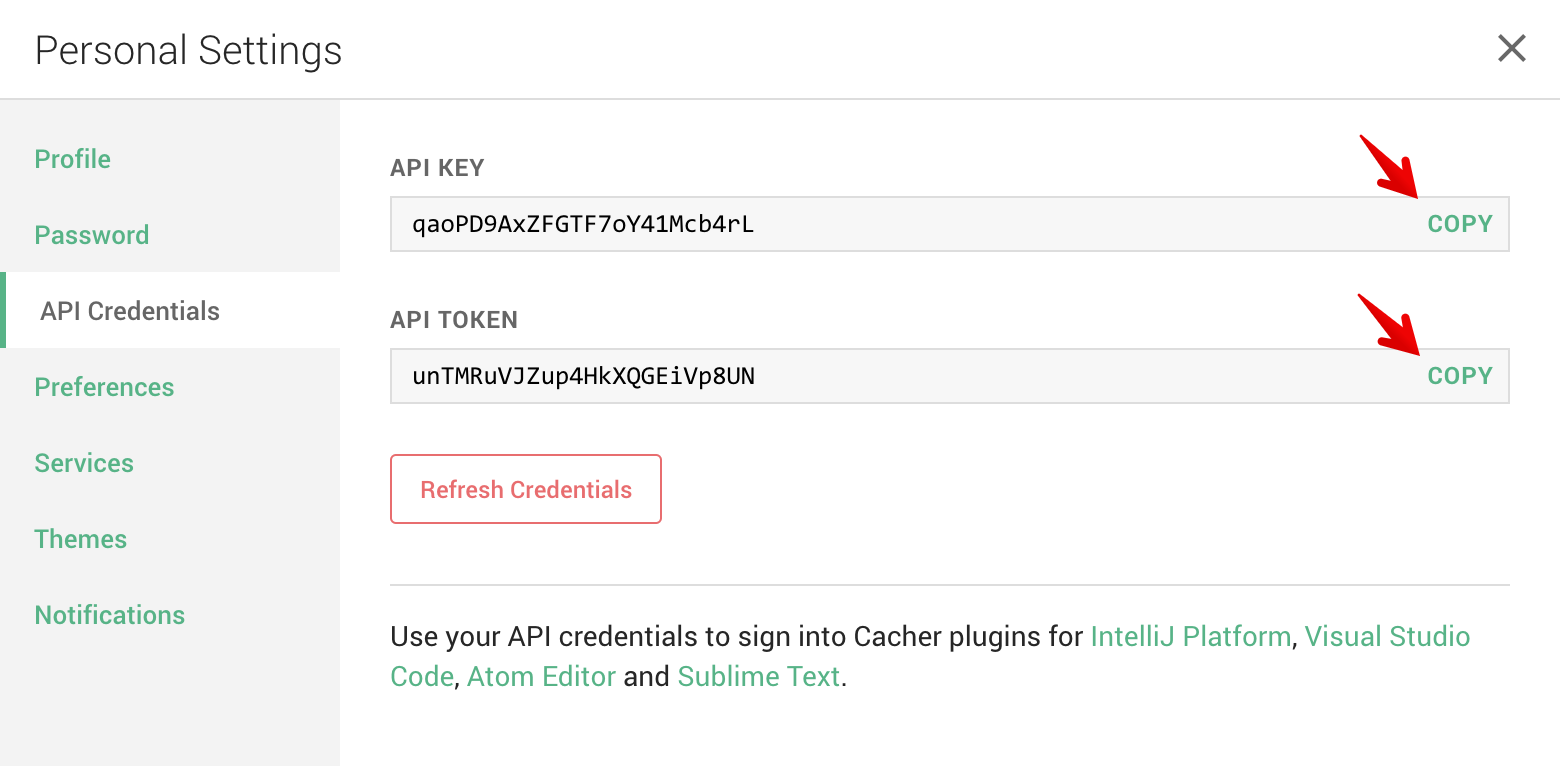 Personal Settings
Profile
Password
API Credentials
Preferences
Services
Themes
Notifications
API KEY
qaoPD9AxZFGTF7oY41Mcb4rL
COPY
API TOKEN
unTMRuVJZup4HkXQGEiVp8UN
COPY
Refresh Credentials
Use your API credentials to sign into Cacher plugins for IntelliJ Platform, Visual Studio
Code, Atom Editor and Sublime Text.